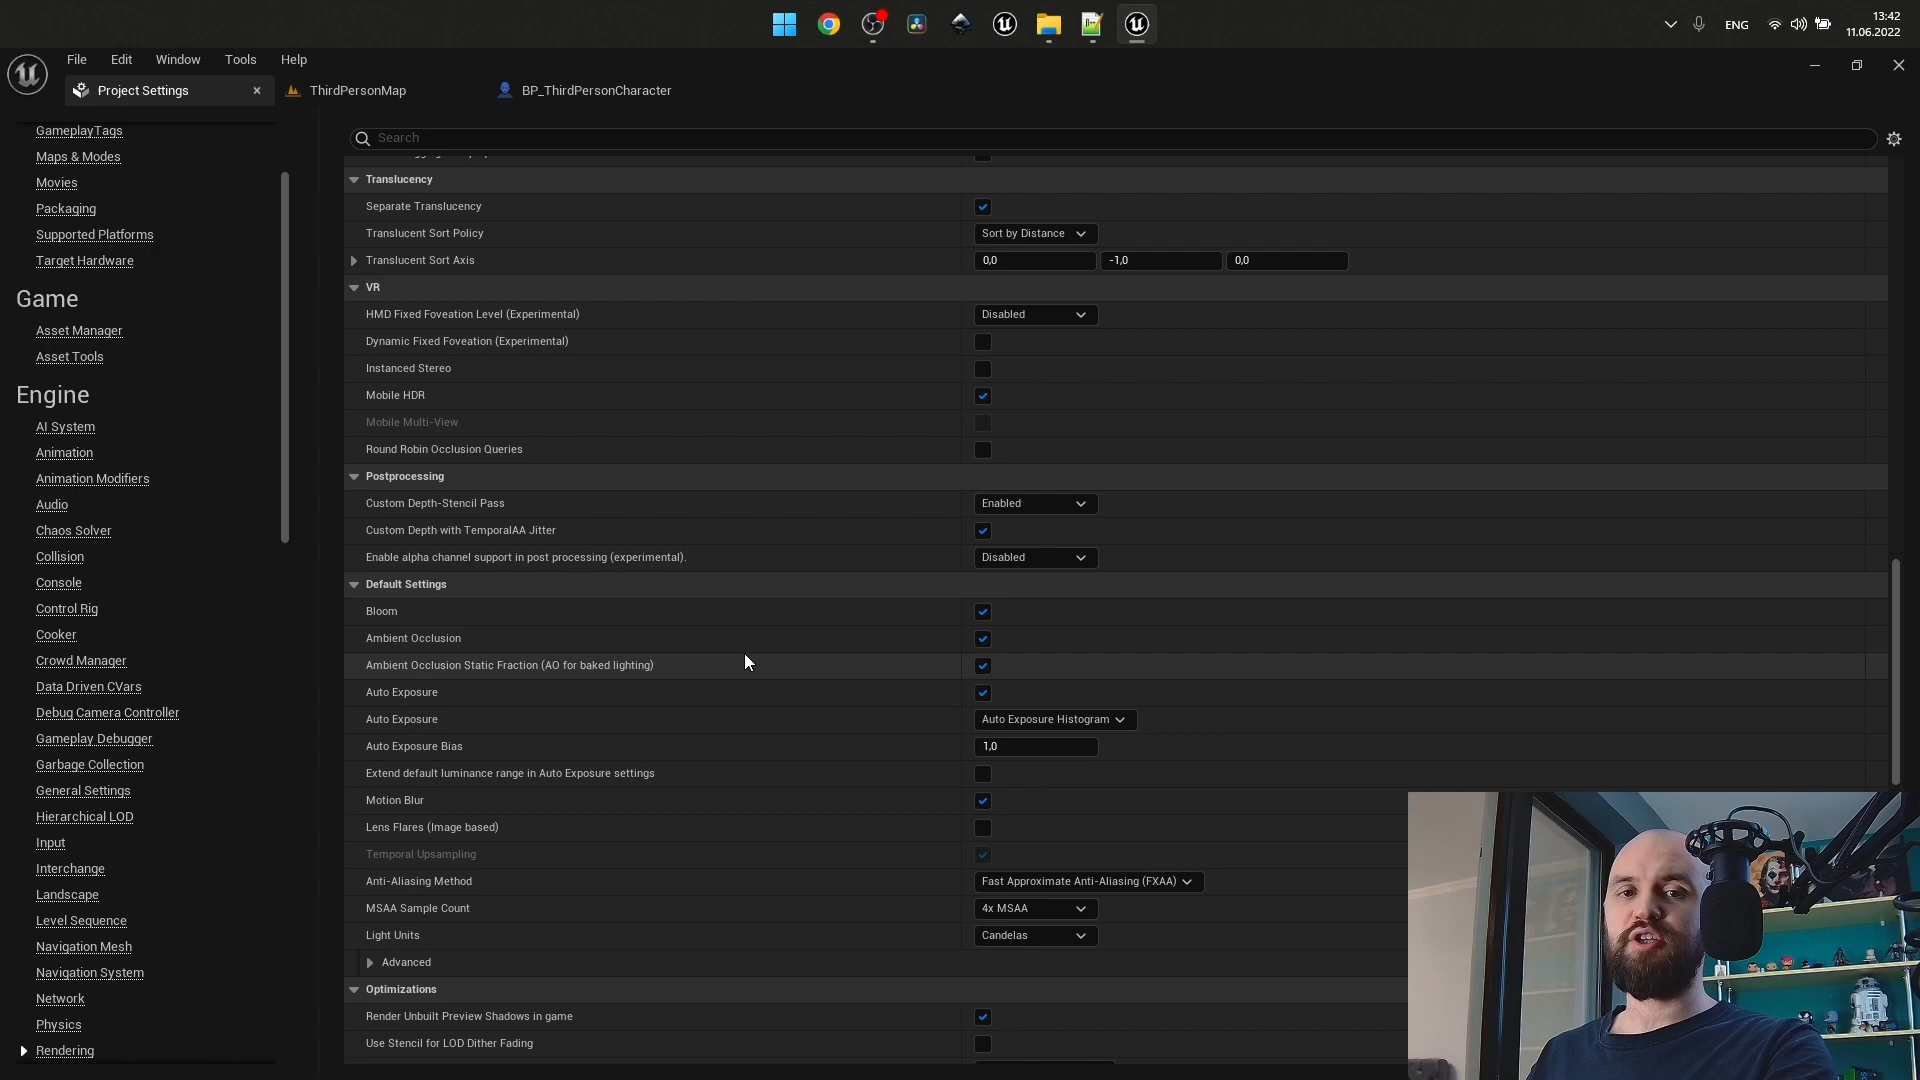 ENG
13:42
11.06.2022
File
Edit
Window
Tools
Help
Project Settings
ThirdPersonMap
BP_ThirdPersonCharacter
GameplayTags
Maps & Modes
Movies
Packaging
Supported Platforms
Target Hardware
Game
Asset Manager
Asset Tools
Engine
AI System
Animation
Animation Modifiers
Audio
Chaos Solver
Collision
Console
Control Rig
Cooker
Crowd Manager
Data Driven CVars
Debug Camera Controller
Gameplay Debugger
Garbage Collection
General Settings
Hierarchical LOD
Input
Interchange
Landscape
Level Sequence
Navigation Mesh
Navigation System
Network
Physics
Rendering
Search
Translucency
Separate Translucency
Translucent Sort Policy Sort by Distance
Translucent Sort Axis 0,0 -1,0 0,0
VR
HMD Fixed Foveation Level (Experimental) Disabled
Dynamic Fixed Foveation (Experimental)
Instanced Stereo
Mobile HDR
Mobile Multi-View
Round Robin Occlusion Queries
Postprocessing
Custom Depth-Stencil Pass Enabled
Custom Depth with TemporalAA Jitter
Enable alpha channel support in post processing (experimental). Disabled
Default Settings
Bloom
Ambient Occlusion
Ambient Occlusion Static Fraction (AO for baked lighting)
Auto Exposure
Auto Exposure Auto Exposure Histogram
Auto Exposure Bias 1,0
Extend default luminance range in Auto Exposure settings
Motion Blur
Lens Flares (Image based)
Temporal Upsampling
Anti-Aliasing Method Fast Approximate Anti-Aliasing (FXAA)
MSAA Sample Count 4x MSAA
Light Units Candelas
Advanced
Optimizations
Render Unbuilt Preview Shadows in game
Use Stencil for LOD Dither Fading